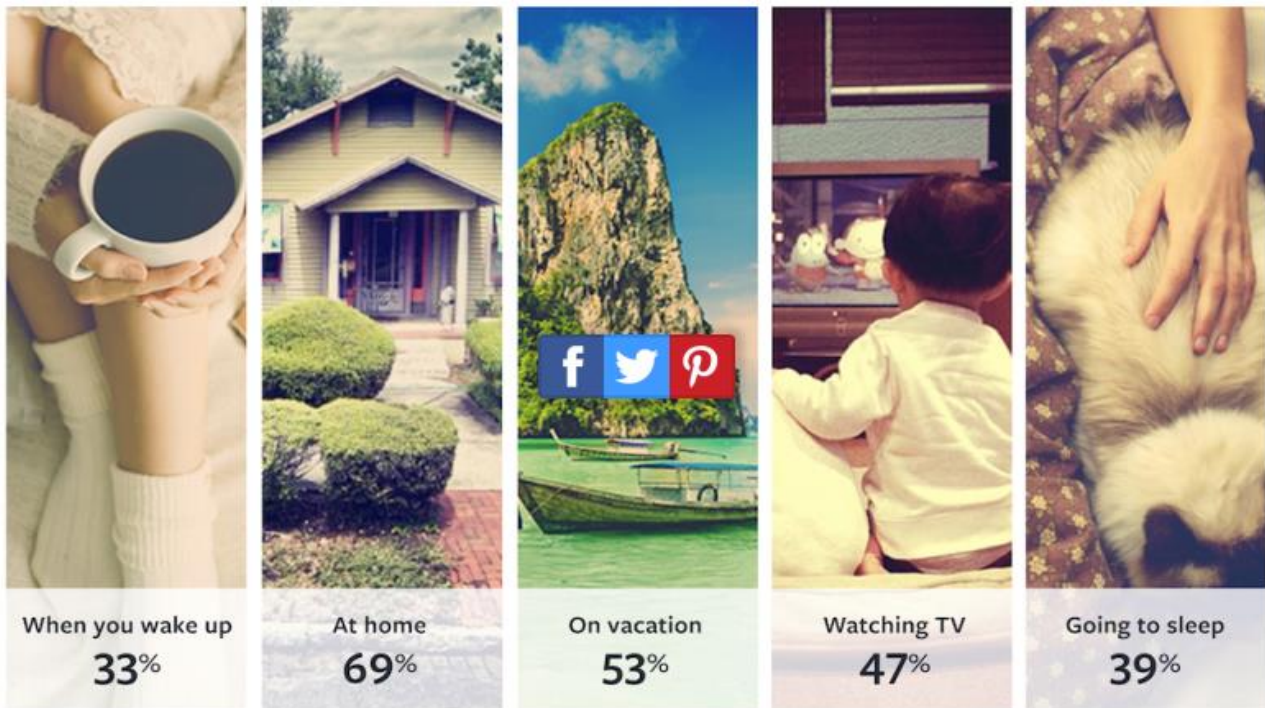 When you wake up
33%
At home
69%
On vacation
53%
Watching TV
47%
Going to sleep
39%